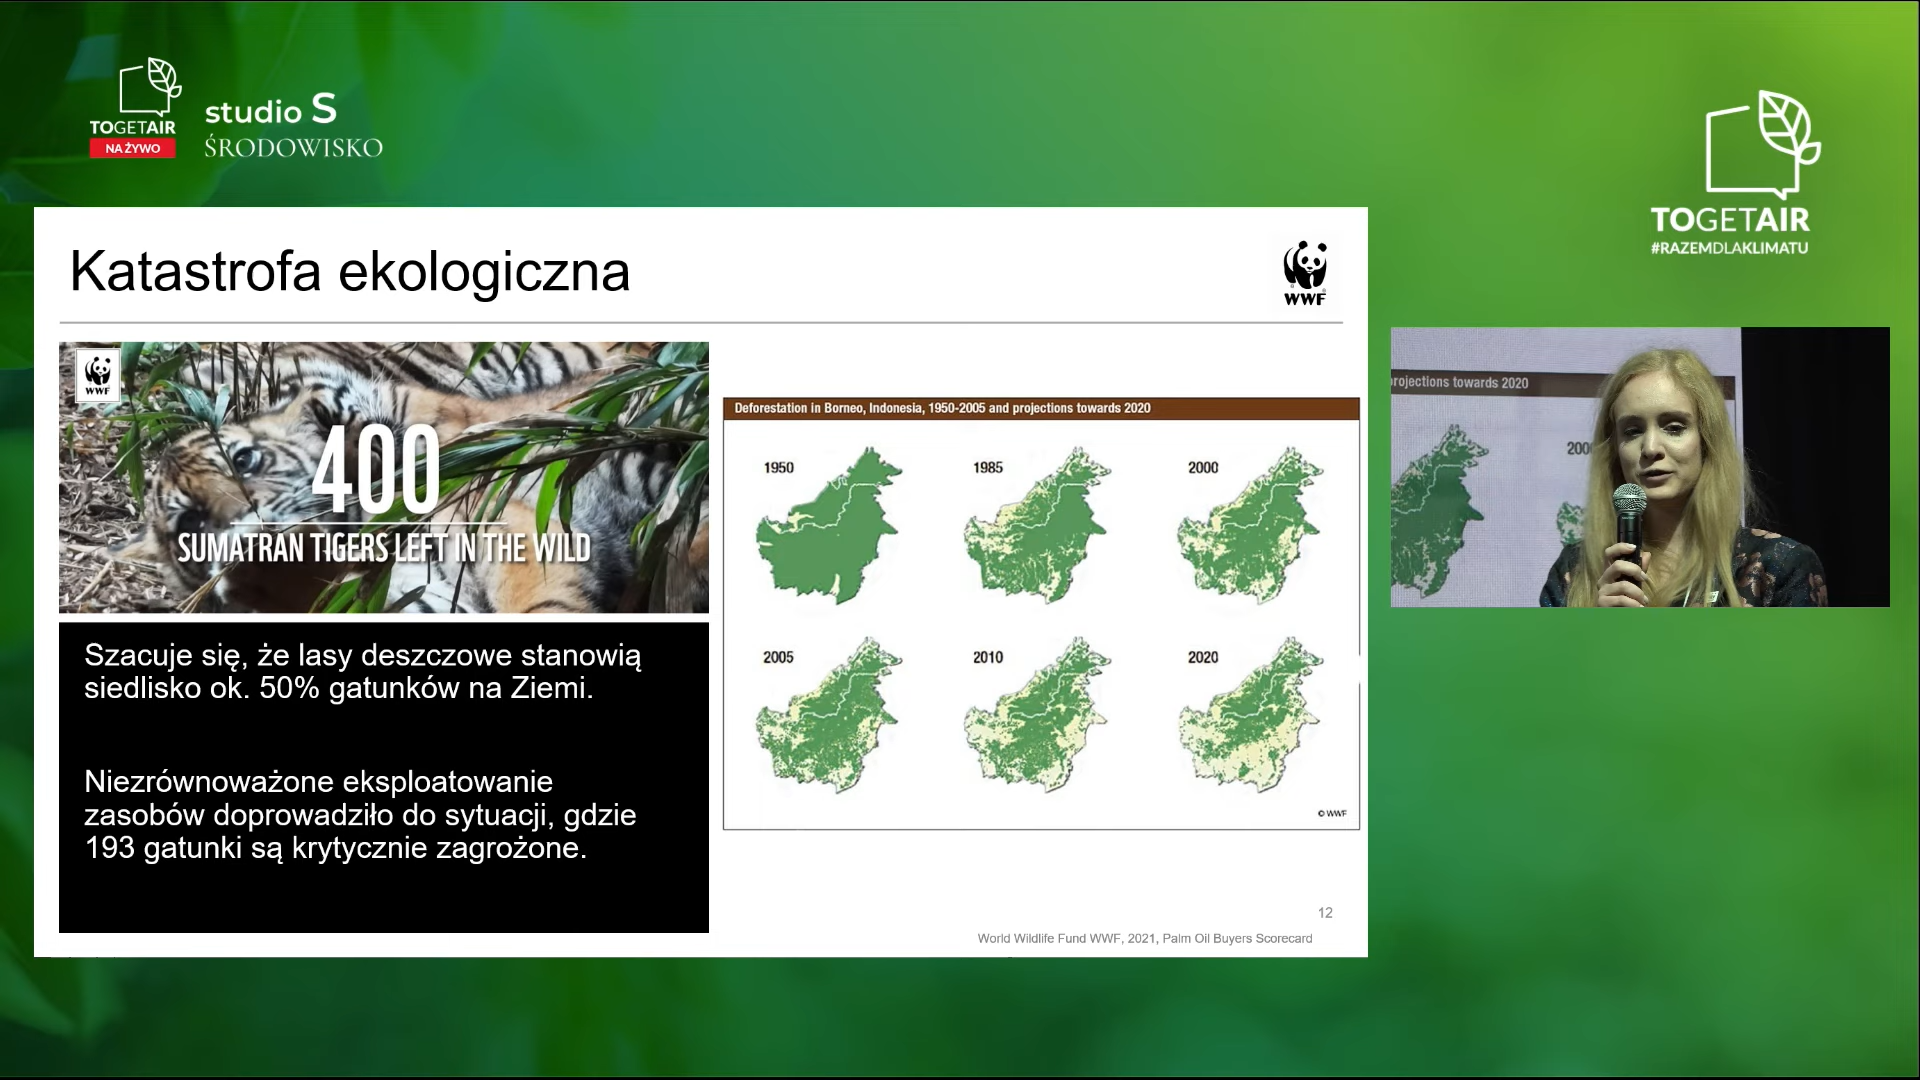 TOGETAIR
NA ŻYWO
studio S
ŚRODOWISKO
TOGETAIR
#RAZEMDLAKLIMATU
Katastrofa ekologiczna
WWF
WWF
400
SUMATRAN TIGERS LEFT IN THE WILD
Szacuje się, że lasy deszczowe stanowią
siedlisko ok. 50% gatunków na Ziemi.
Niezrównoważone eksploatowanie
zasobów doprowadziło do sytuacji, gdzie
193 gatunki są krytycznie zagrożone.
Deforestation in Borneo, Indonesia, 1950-2005 and projections towards 2020
1950
1985
2000
2005
2010
2020
© WWF
12
World Wildlife Fund WWF, 2021, Palm Oil Buyers Scorecard
projections towards 2020
200